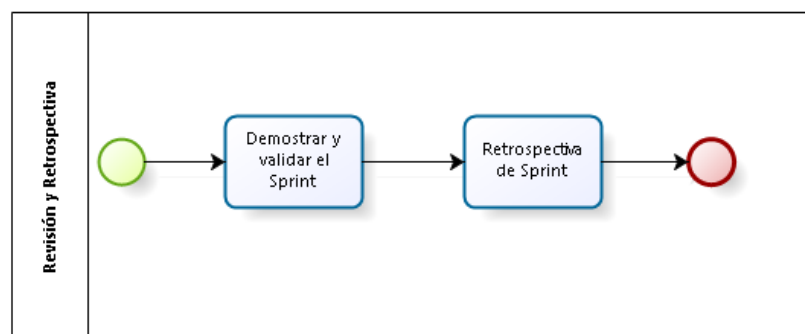 Revisión y Retrospectiva
Demostrar y
validar el
Sprint
Retrospectiva
de Sprint